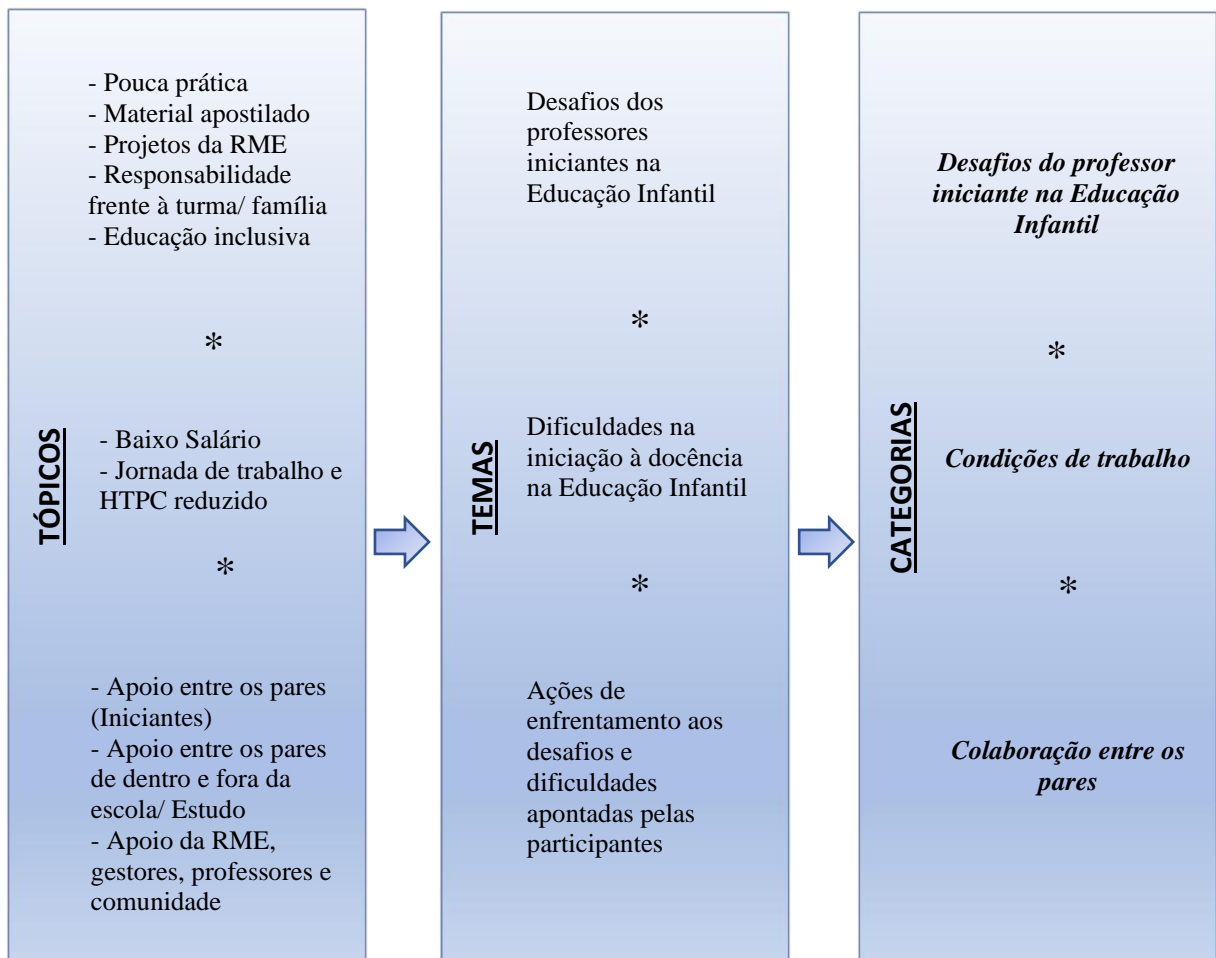 TÓPICOS
- Pouca prática
- Material apostilado
- Projetos da RME
- Responsabilidade
frente à turma/ família
- Educação inclusiva
*
- Baixo Salário
- Jornada de trabalho e
HTPC reduzido
*
- Apoio entre os pares
(Iniciantes)
- Apoio entre os pares
de dentro e fora da
escola/ Estudo
- Apoio da RME,
gestores, professores e
comunidade
TEMAS
Desafios dos
professores
iniciantes na
Educação Infantil
*
Dificuldades na
iniciação à docência
na Educação Infantil
*
Ações de
enfrentamento aos
desafios e
dificuldades
apontadas pelas
participantes
CATEGORIAS
Desafios do professor
iniciante na Educação
Infantil
*
Condições de trabalho
*
Colaboração entre os
pares